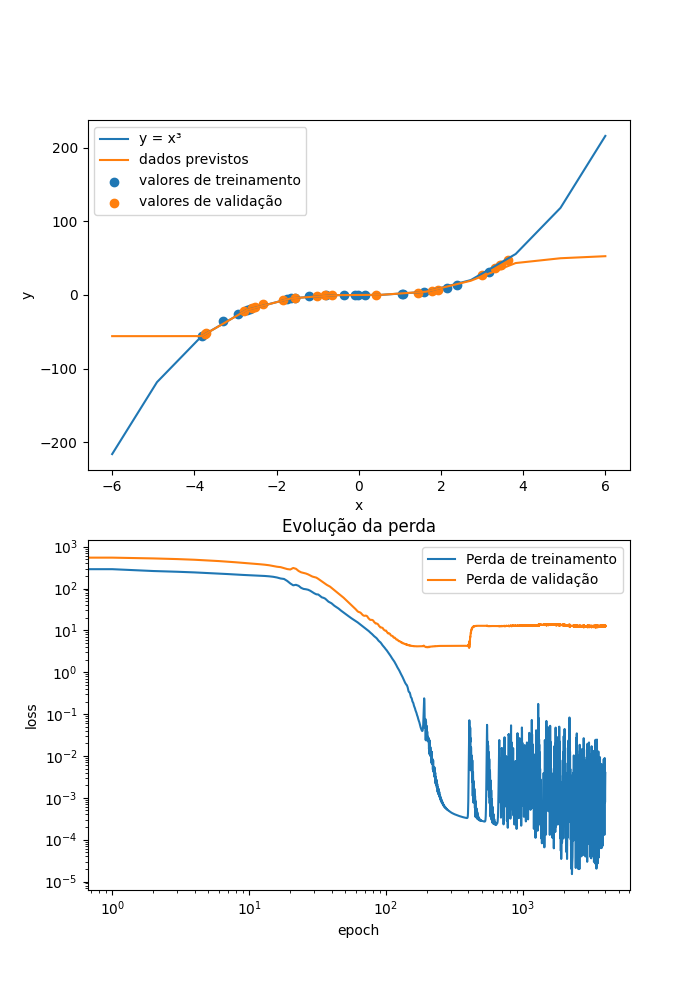 y = x³
dados previstos
valores de treinamento
valores de validação
200
100
0
−100
−200
y
−6 −4 −2 0 2 4 6
x
Evolução da perda
Perda de treinamento
Perda de validação
10³
10²
10¹
10⁰
10⁻¹
10⁻²
10⁻³
10⁻⁴
10⁻⁵
loss
10⁰ 10¹ 10² 10³
epoch